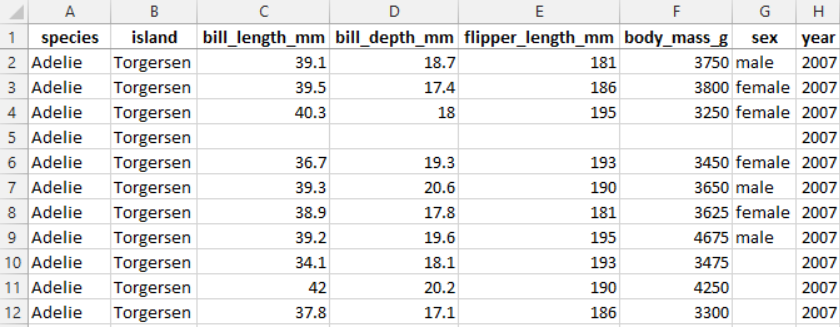 A B C D E F G H
1 species island bill_length_mm bill_depth_mm flipper_length_mm body_mass_g sex year
2 Adelie Torgersen 39.1 18.7 181 3750 male 2007
3 Adelie Torgersen 39.5 17.4 186 3800 female 2007
4 Adelie Torgersen 40.3 18 195 3250 female 2007
5 Adelie Torgersen 2007
6 Adelie Torgersen 36.7 19.3 193 3450 female 2007
7 Adelie Torgersen 39.3 20.6 190 3650 male 2007
8 Adelie Torgersen 38.9 17.8 181 3625 female 2007
9 Adelie Torgersen 39.2 19.6 195 4675 male 2007
10 Adelie Torgersen 34.1 18.1 193 3475 2007
11 Adelie Torgersen 42 20.2 190 4250 2007
12 Adelie Torgersen 37.8 17.1 186 3300 2007